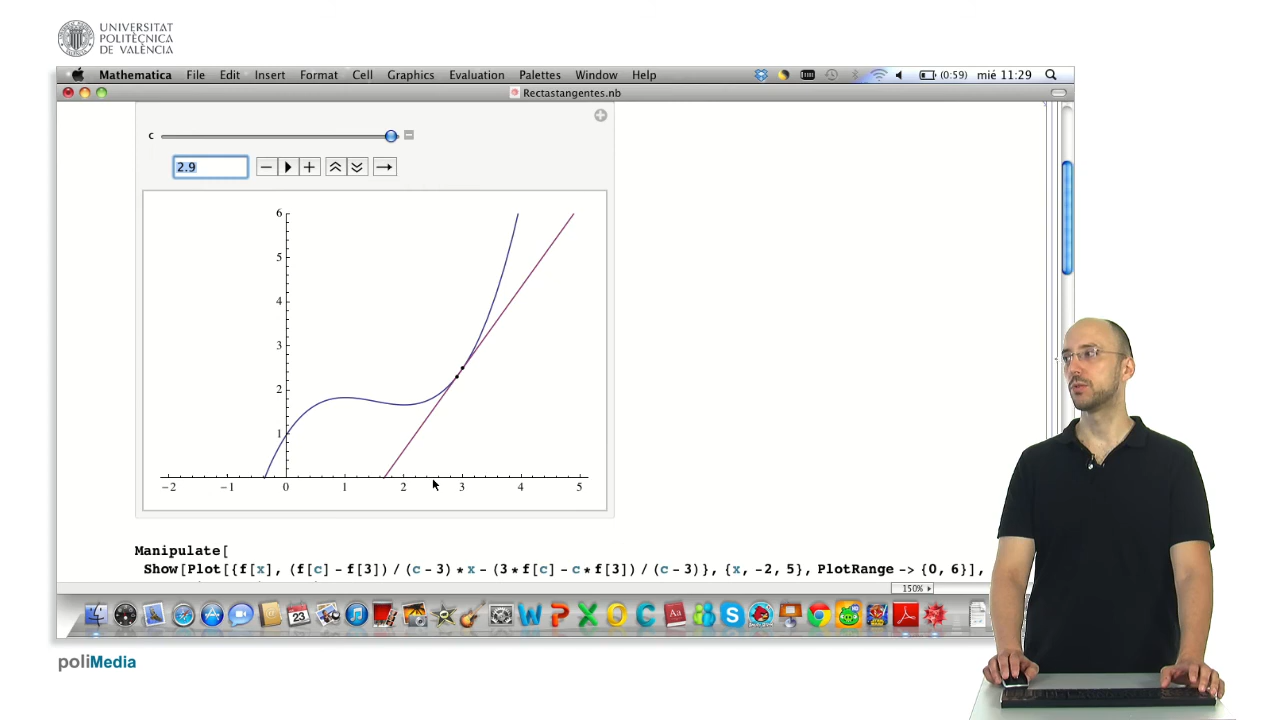 UNIVERSITAT
POLITÈCNICA
DE VALÈNCIA
Mathematica File Edit Insert Format Cell Graphics Evaluation Palettes Window Help (0:59) mié 11:29
Rectastangentes.nb
c
2.9
6
5
4
3
2
1
-2 -1 0 1 2 3 4 5
Manipulate[
Show[Plot[{f[x], (f[c] - f[3]) / (c - 3) * x - (3 * f[c] - c * f[3]) / (c - 3)}, {x, -2, 5}, PlotRange -> {0, 6}],
150%
23
Aa
poliMedia